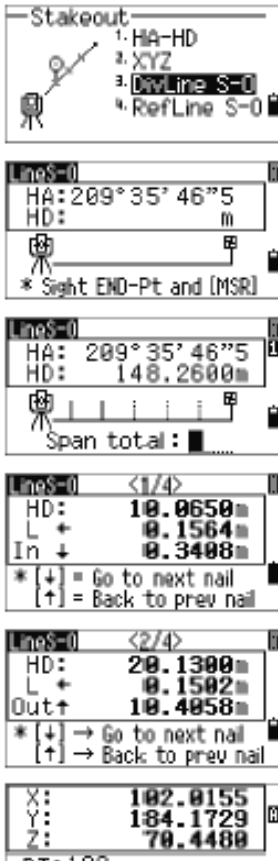 Stakeout
1. HA-HD
2. XYZ
3. DivLine S-O
4. RefLine S-O
LineS-O
HA:209°35'46"5
HD: m
* Sight END-Pt and [MSR]
LineS-O
HA: 209°35'46"5
HD: 148.2600m
Span total:
LineS-O <1/4>
HD: 10.0650m
L ← 0.1564m
In ↓ 0.3408m
* [↓] = Go to next nail
[↑] = Back to prev nail
LineS-O <2/4>
HD: 20.1300m
L ← 0.1502m
Out↑ 10.4058m
* [↓] → Go to next nail
[↑] → Back to prev nail
X: 102.0155
Y: 184.1729
Z: 70.4480